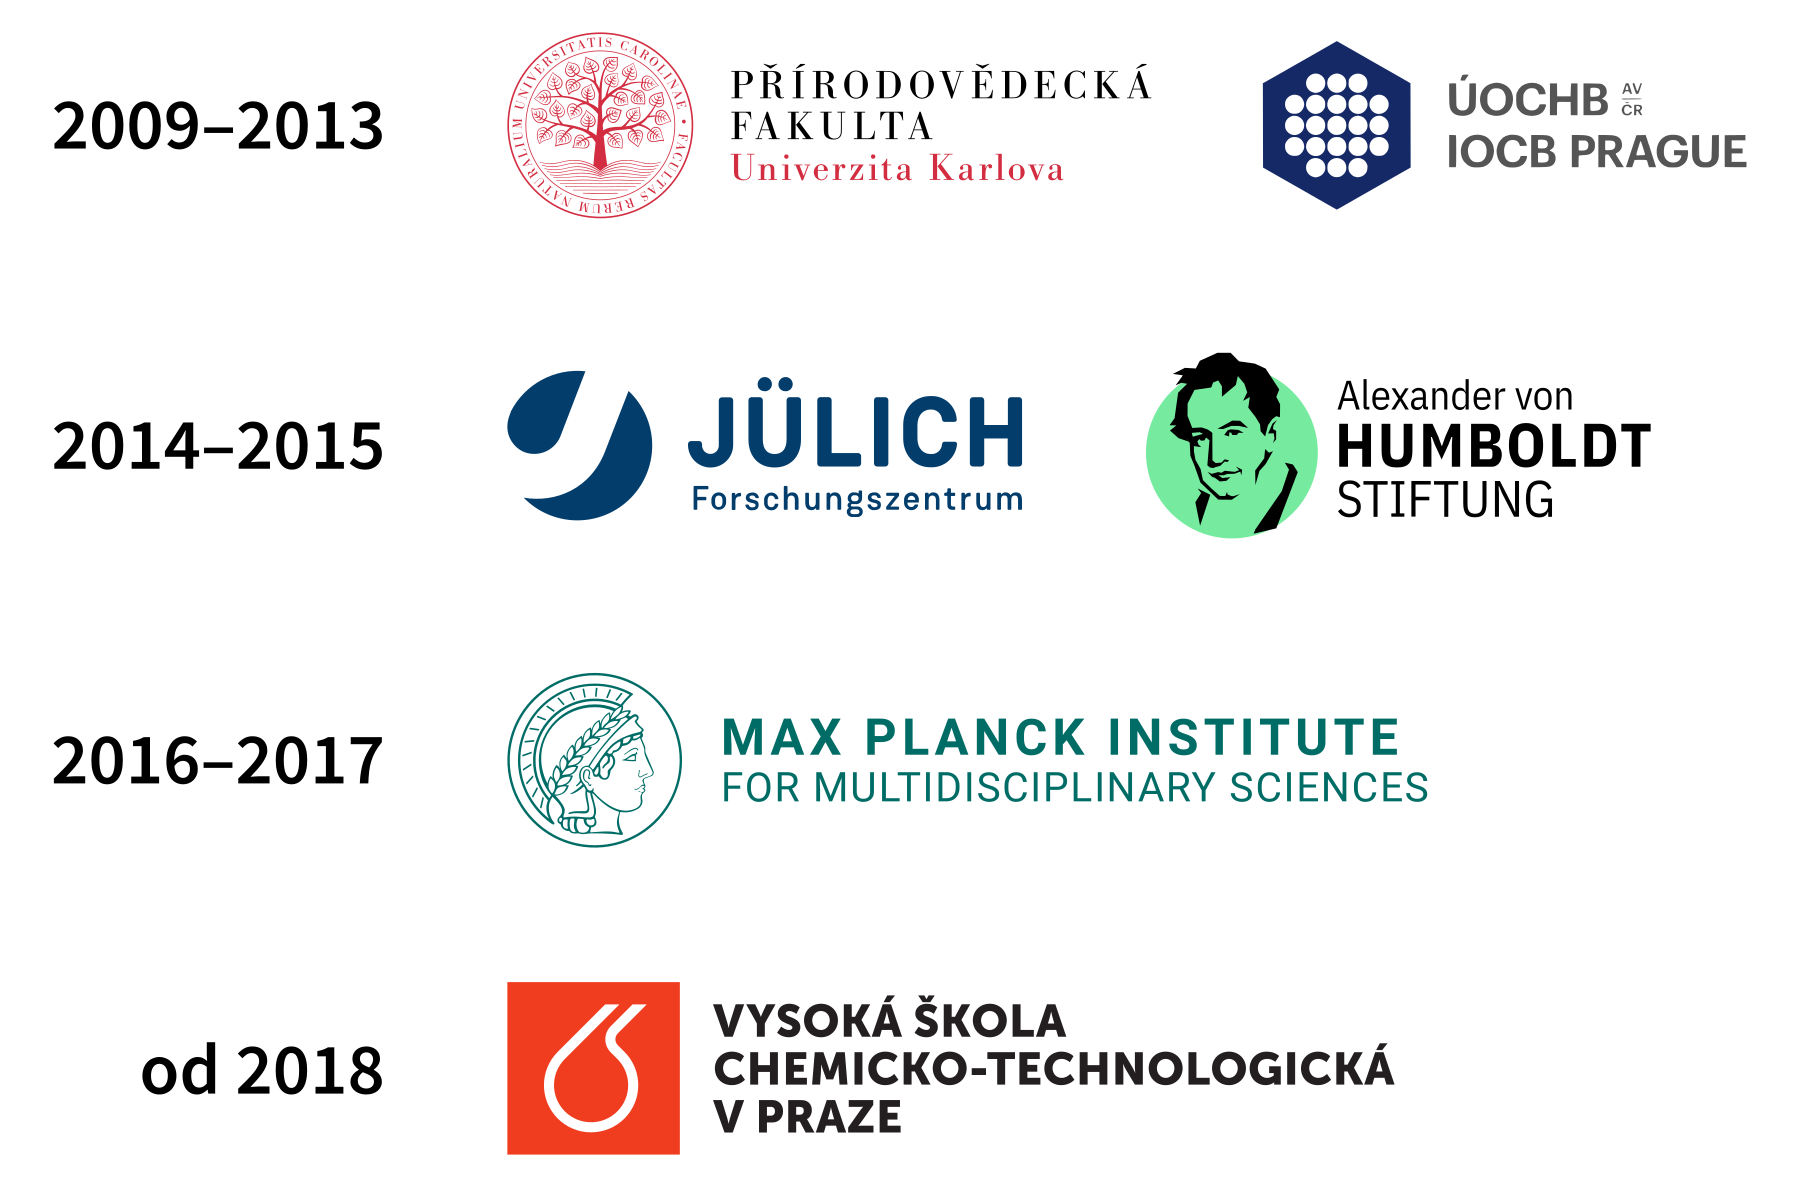 2009–2013
UNIVERSITATIS CAROLINAE • FACULTAS RERUM NATURALIUM
PŘÍRODOVĚDECKÁ
FAKULTA
Univerzita Karlova
ÚOCHB AV ČR
IOCB PRAGUE
2014–2015
JÜLICH
Forschungszentrum
Alexander von
HUMBOLDT
STIFTUNG
2016–2017
MAX PLANCK INSTITUTE
FOR MULTIDISCIPLINARY SCIENCES
od 2018
VYSOKÁ ŠKOLA
CHEMICKO-TECHNOLOGICKÁ
V PRAZE